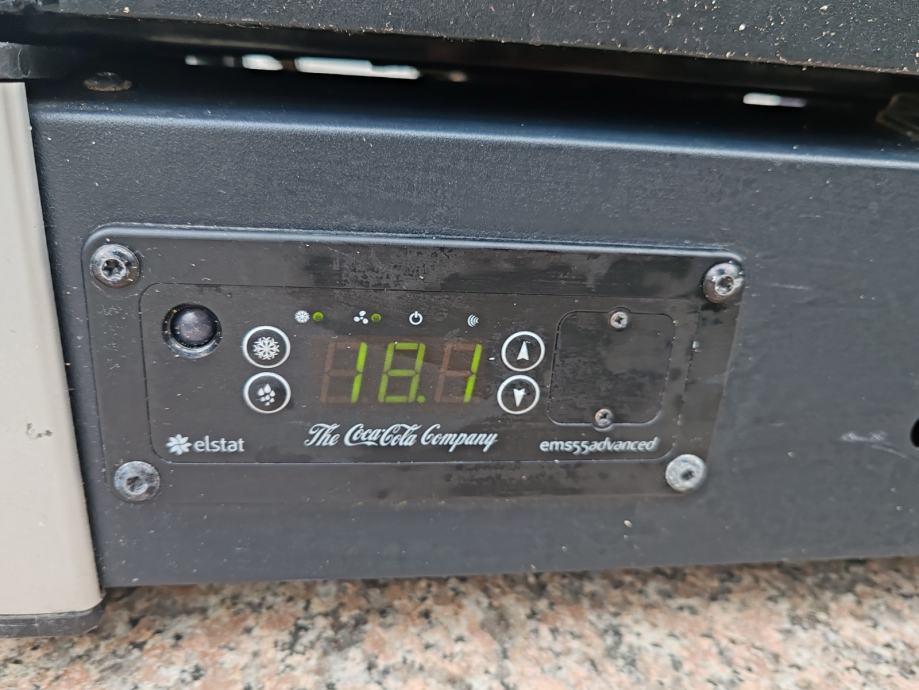 18.1
elstat
The Coca-Cola Company
ems55advanced